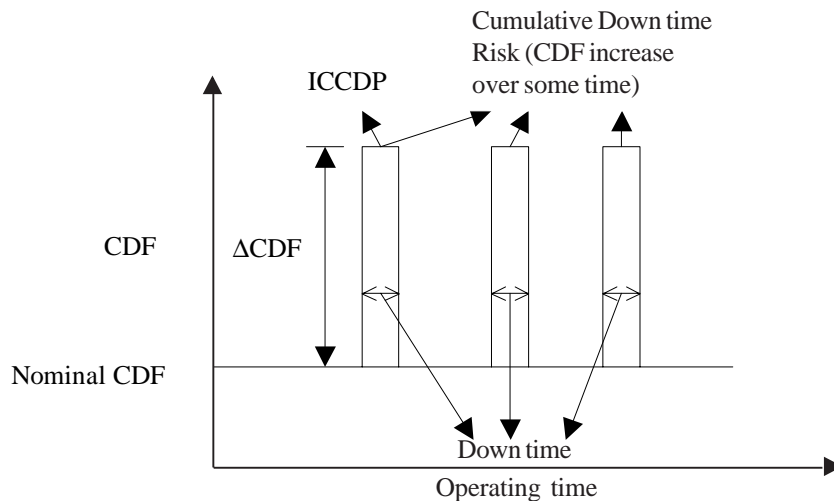 Cumulative Down time
Risk (CDF increase
over some time)
ICCDP
CDF
ΔCDF
Nominal CDF
Down time
Operating time